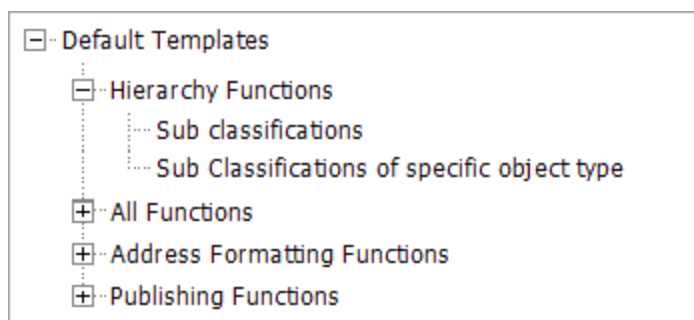 Default Templates
Hierarchy Functions
Sub classifications
Sub Classifications of specific object type
All Functions
Address Formatting Functions
Publishing Functions